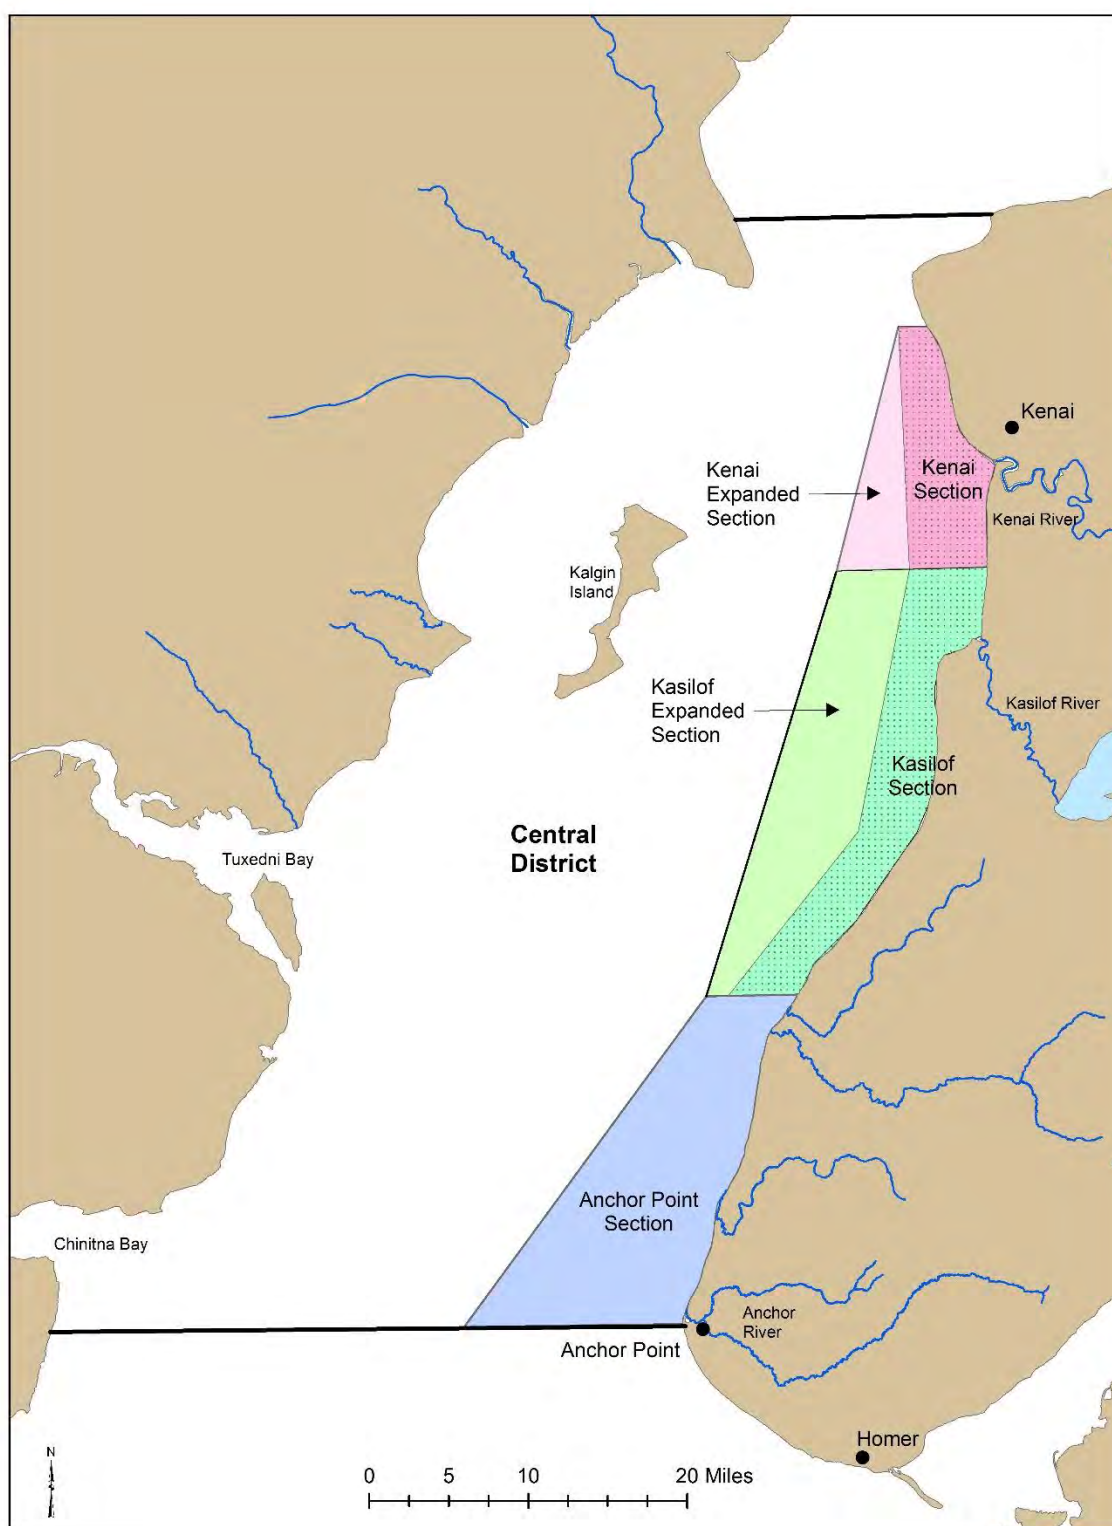 Kenai
Kenai
Expanded
Section
Kenai
Section
Kenai River
Kalgin
Island
Kasilof
Expanded
Section
Kasilof River
Kasilof
Section
Central
District
Tuxedni Bay
Anchor Point
Section
Chinitna Bay
Anchor
River
Anchor Point
Homer
N
0 5 10 20 Miles